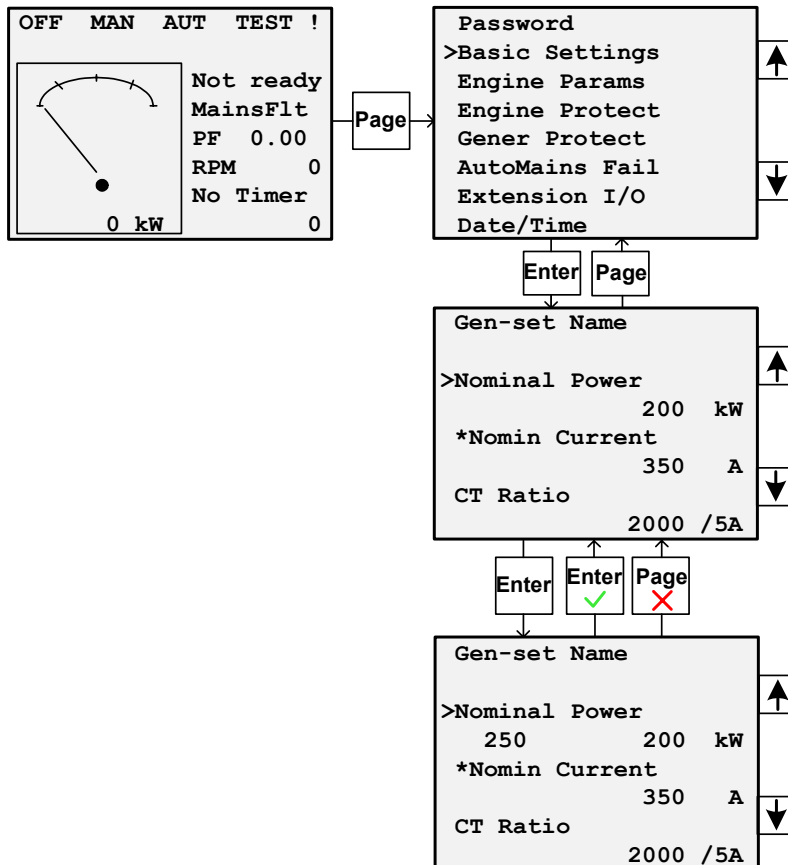 OFF MAN AUT TEST !
Not ready
MainsFlt
PF 0.00
RPM 0
No Timer
0 kW 0
Page
Password
>Basic Settings
Engine Params
Engine Protect
Gener Protect
AutoMains Fail
Extension I/O
Date/Time
Enter Page
Gen-set Name
>Nominal Power
200 kW
*Nomin Current
350 A
CT Ratio
2000 /5A
Enter Enter Page
Gen-set Name
>Nominal Power
250 200 kW
*Nomin Current
350 A
CT Ratio
2000 /5A